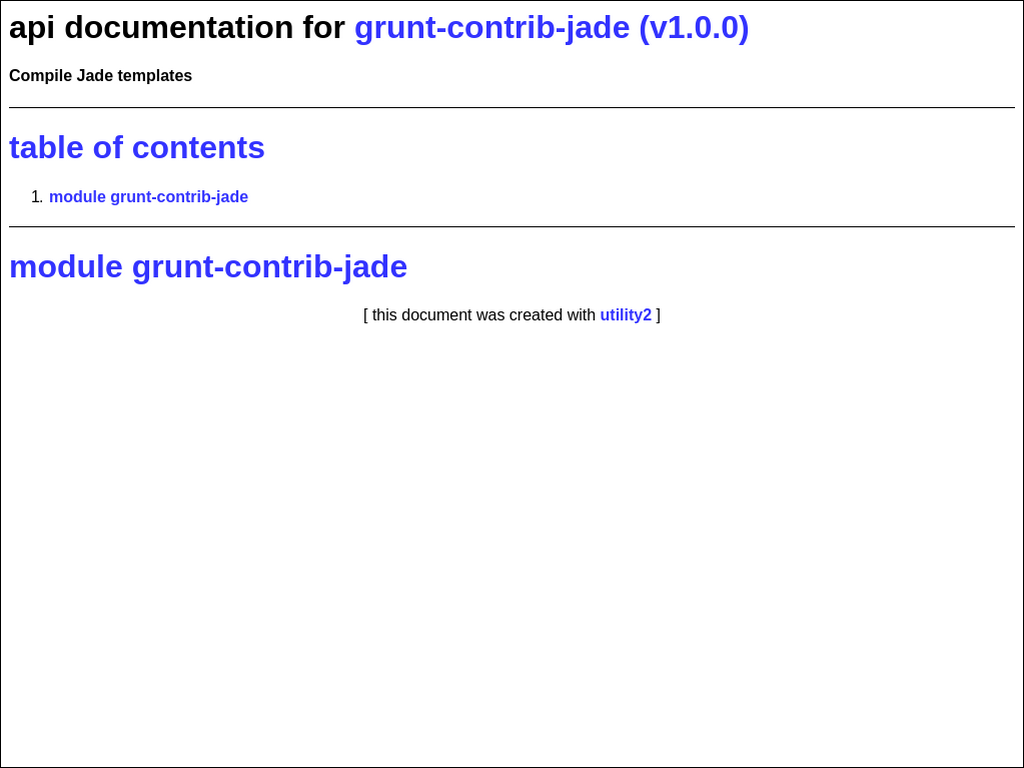 api documentation for grunt-contrib-jade (v1.0.0)
Compile Jade templates
table of contents
1. module grunt-contrib-jade
module grunt-contrib-jade
[ this document was created with utility2 ]